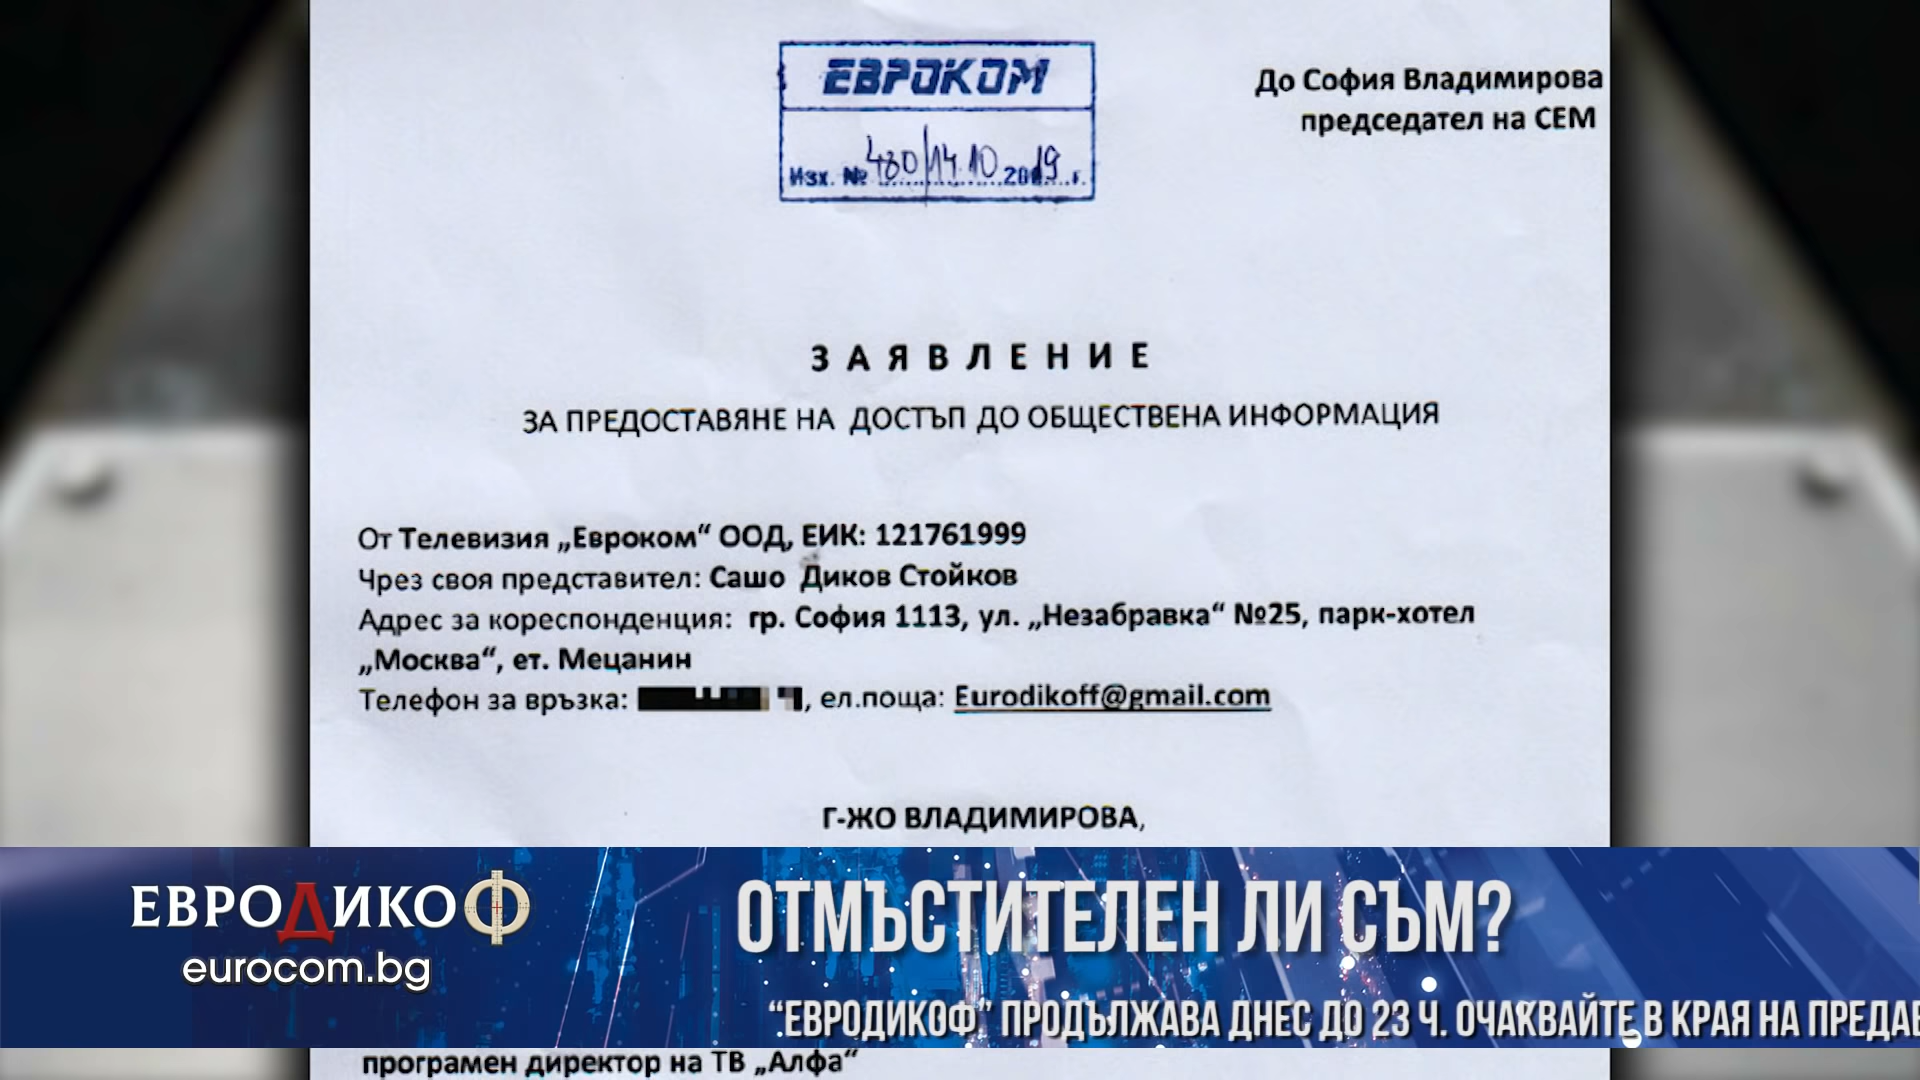 ЕВРОКОМ
Изх. № 480/14.10.2019 г.
До София Владимирова
председател на СЕМ
З А Я В Л Е Н И Е
ЗА ПРЕДОСТАВЯНЕ НА ДОСТЪП ДО ОБЩЕСТВЕНА ИНФОРМАЦИЯ
От Телевизия „Евроком“ ООД, ЕИК: 121761999
Чрез своя представител: Сашо Диков Стойков
Адрес за кореспонденция: гр. София 1113, ул. „Незабравка“ №25, парк-хотел
„Москва“, ет. Мецанин
Телефон за връзка: , ел.поща: Eurodikoff@gmail.com
Г-ЖО ВЛАДИМИРОВА,
ЕВРОДИКОФ
eurocom.bg
ОТМЪСТИТЕЛЕН ЛИ СЪМ?
“ЕВРОДИКОФ” ПРОДЪЛЖАВА ДНЕС ДО 23 Ч. ОЧАКВАЙТЕ В КРАЯ НА
програмен директор на ТВ „Алфа“